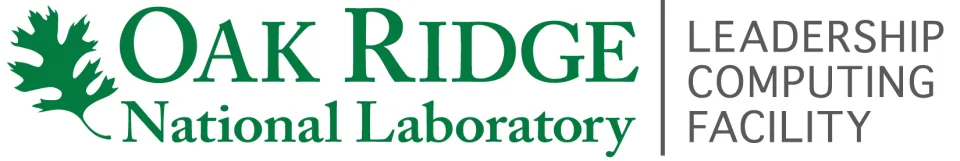 OAK RIDGE
National Laboratory
LEADERSHIP
COMPUTING
FACILITY